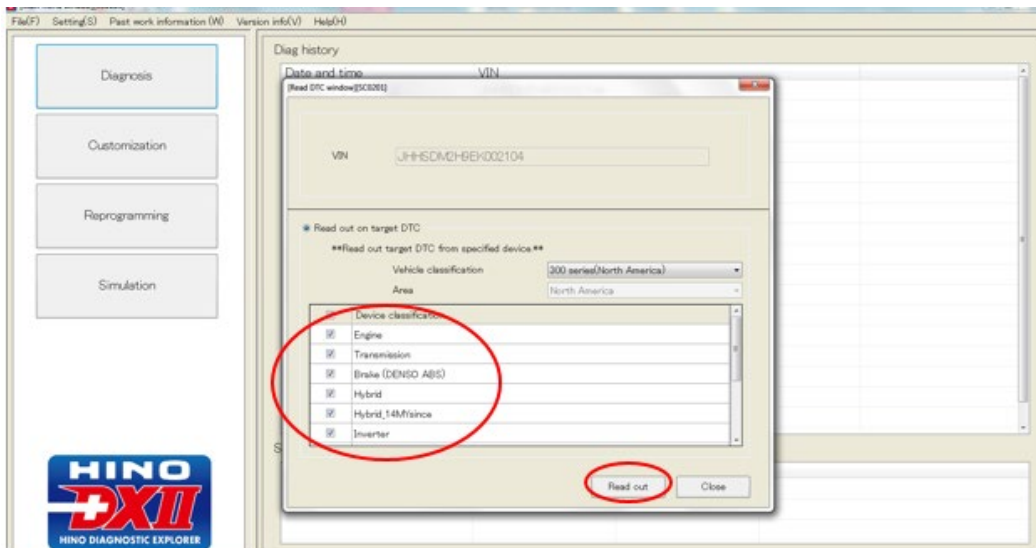 File(F) Setting(S) Past work information (W) Version info(V) Help(H)
Diagnosis
Customization
Reprogramming
Simulation
HINO
DXII
HINO DIAGNOSTIC EXPLORER
Diag history
Date and time VIN
[Read DTC window][SC0201]
VIN JHHSDM2H9EK002104
Read out on target DTC
**Read out target DTC from specified device.**
Vehicle classification 300 series(North America)
Area North America
Device classification
Engine
Transmission
Brake (DENSO ABS)
Hybrid
Hybrid_14MYsince
Inverter
S
Read out Close